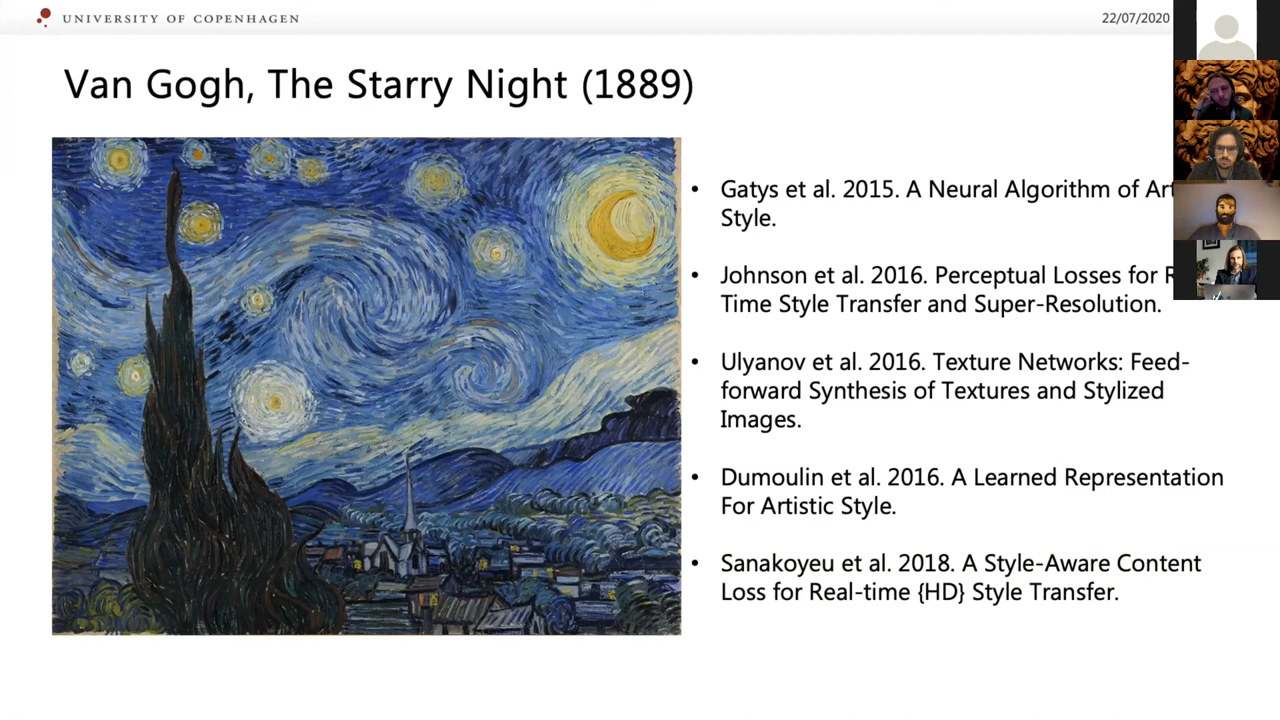 UNIVERSITY OF COPENHAGEN
22/07/2020
Van Gogh, The Starry Night (1889)
• Gatys et al. 2015. A Neural Algorithm of
Style.
• Johnson et al. 2016. Perceptual Losses for
Time Style Transfer and Super-Resolution.
• Ulyanov et al. 2016. Texture Networks: Feed-
forward Synthesis of Textures and Stylized
Images.
• Dumoulin et al. 2016. A Learned Representation
For Artistic Style.
• Sanakoyeu et al. 2018. A Style-Aware Content
Loss for Real-time {HD} Style Transfer.